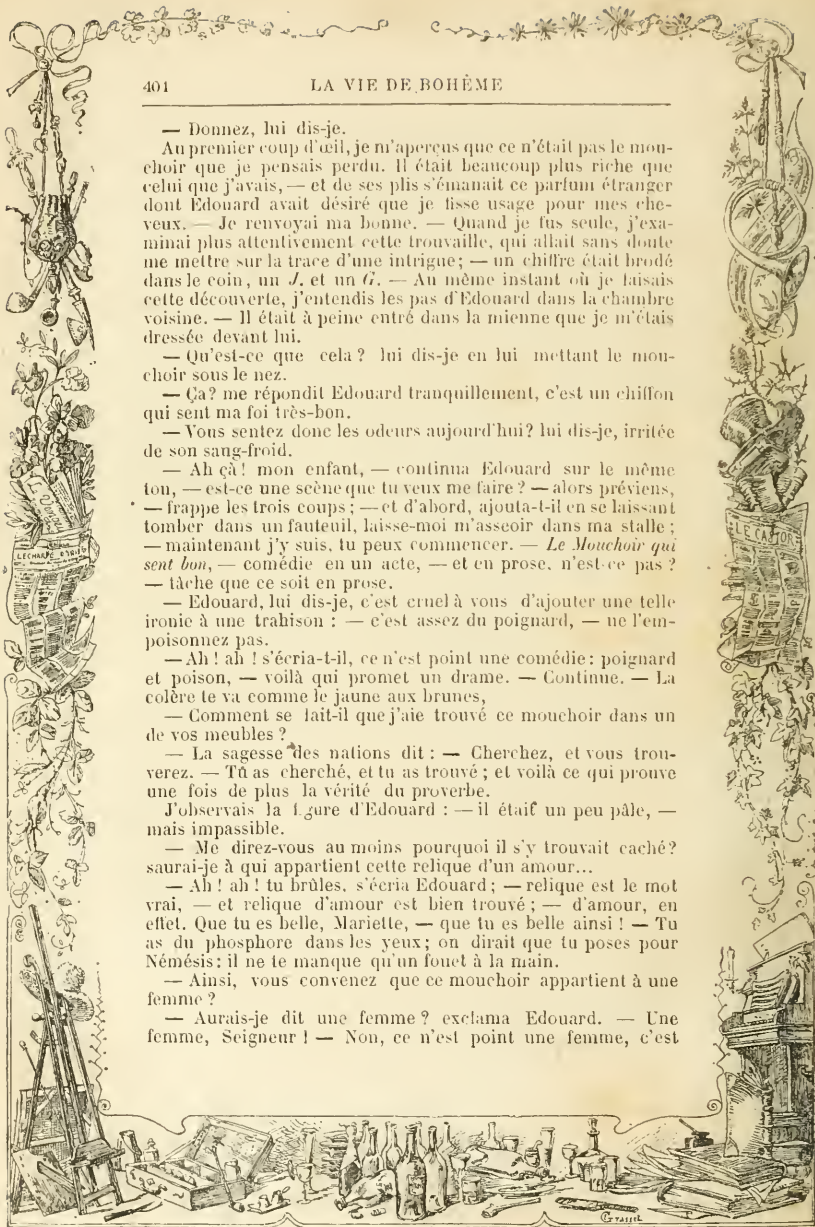 401 LA VIE DE BOHÈME
— Donnez, lui dis-je.
Au premier coup d'œil, je m'aperçus que ce n'était pas le mou-
choir que je pensais perdu. Il était beaucoup plus riche que
celui que j'avais, — et de ses plis s'émanait ce parfum étranger
dont Edouard avait désiré que je fisse usage pour mes che-
veux. — Je renvoyai ma bonne. — Quand je fus seule, j'exa-
minai plus attentivement cette trouvaille, qui allait sans doute
me mettre sur la trace d'une intrigue; — un chiffre était brodé
dans le coin, un J. et un G. — Au même instant où je faisais
cette découverte, j'entendis les pas d'Edouard dans la chambre
voisine. — Il était à peine entré dans la mienne que je m'étais
dressée devant lui.
— Qu'est-ce que cela? lui dis-je en lui mettant le mou-
choir sous le nez.
— Ça? me répondit Edouard tranquillement, c'est un chiffon
qui sent ma foi très-bon.
— Vous sentez donc les odeurs aujourd'hui? lui dis-je, irritée
de son sang-froid.
— Ah çà! mon enfant, — continua Edouard sur le même
ton, — est-ce une scène que tu veux me faire? — alors préviens,
— frappe les trois coups; — et d'abord, ajouta-t-il en se laissant
tomber dans un fauteuil, laisse-moi m'asseoir dans ma stalle;
— maintenant j'y suis, tu peux commencer. — Le Mouchoir qui
sent bon, — comédie en un acte, — et en prose, n'est-ce pas?
— tâche que ce soit en prose.
— Edouard, lui dis-je, c'est cruel à vous d'ajouter une telle
ironie à une trahison : — c'est assez du poignard, — ne l'em-
poisonnez pas.
— Ah! ah! s'écria-t-il, ce n'est point une comédie: poignard
et poison, — voilà qui promet un drame. — Continue. — La
colère te va comme le jaune aux brunes,
— Comment se fait-il que j'aie trouvé ce mouchoir dans un
de vos meubles?
— La sagesse des nations dit : — Cherchez, et vous trou-
verez. — Tu as cherché, et tu as trouvé; et voilà ce qui prouve
une fois de plus la vérité du proverbe.
J'observais la figure d'Edouard : — il était un peu pâle, —
mais impassible.
— Me direz-vous au moins pourquoi il s'y trouvait caché?
saurai-je à qui appartient cette relique d'un amour...
— Ah! ah! tu brûles, s'écria Edouard; — relique est le mot
vrai, — et relique d'amour est bien trouvé; — d'amour, en
effet. Que tu es belle, Mariette, — que tu es belle ainsi! — Tu
as du phosphore dans les yeux; on dirait que tu poses pour
Némésis: il ne te manque qu'un fouet à la main.
— Ainsi, vous convenez que ce mouchoir appartient à une
femme?
— Aurais-je dit une femme? exclama Edouard. — Une
femme, Seigneur! — Non, ce n'est point une femme, c'est
LE CASTOR
L'ECHARPE D'IRIS
Grasset